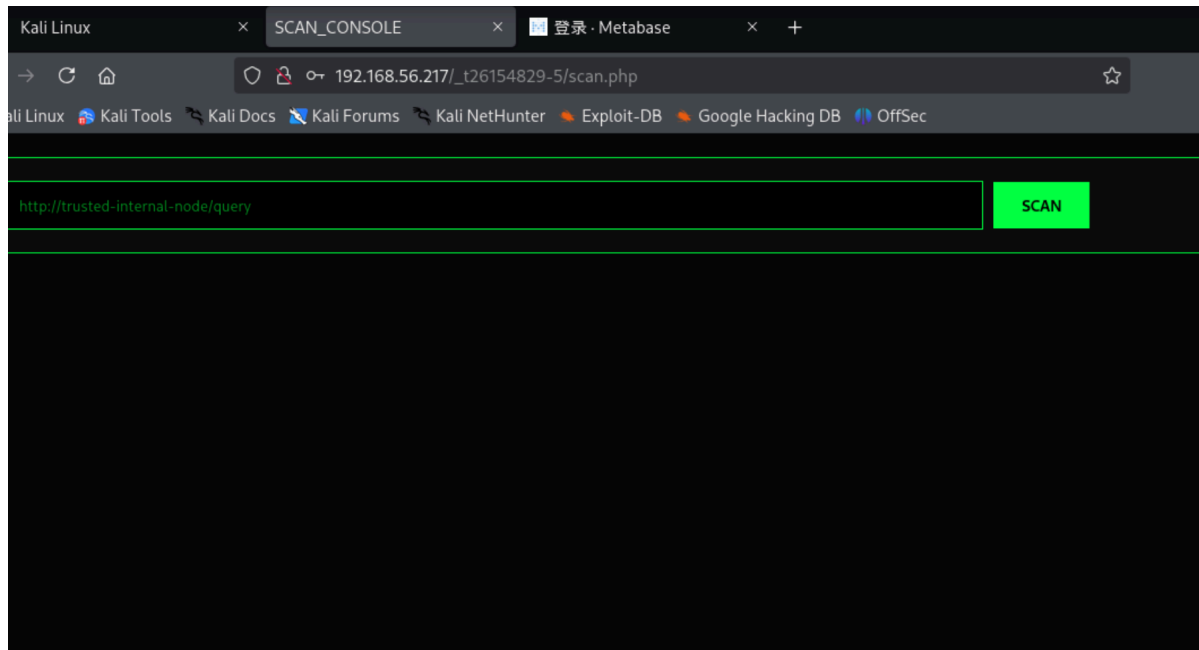 Kali Linux × SCAN_CONSOLE × 登录 · Metabase × +
192.168.56.217/_t26154829-5/scan.php
ali Linux Kali Tools Kali Docs Kali Forums Kali NetHunter Exploit-DB Google Hacking DB OffSec
http://trusted-internal-node/query SCAN